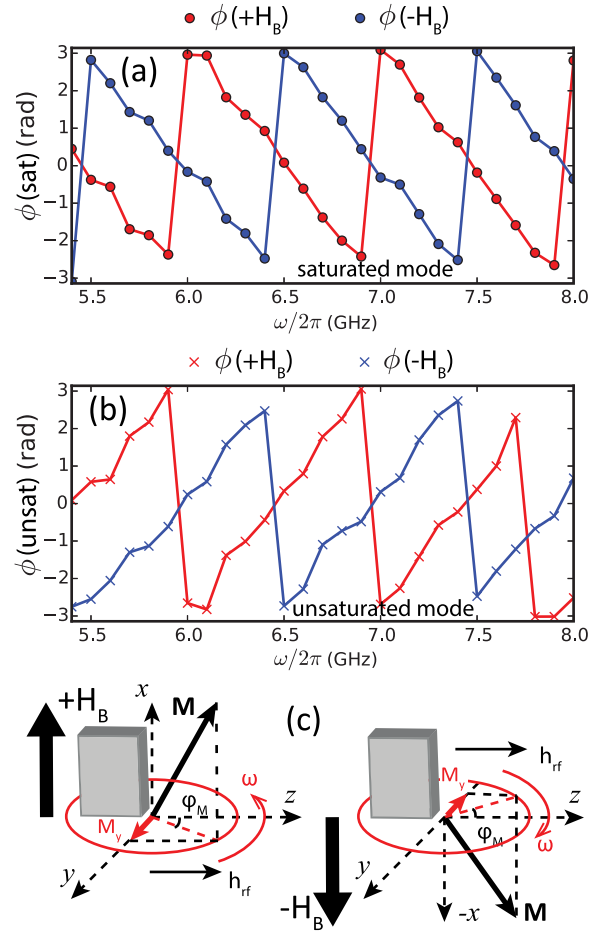 ϕ(+H_B) ϕ(-H_B)
(a)
ϕ(sat) (rad)
3
2
1
0
−1
−2
−3
saturated mode
5.5 6.0 6.5 7.0 7.5 8.0
ω/2π (GHz)
ϕ(+H_B) ϕ(-H_B)
(b)
ϕ(unsat) (rad)
3
2
1
0
−1
−2
−3
unsaturated mode
5.5 6.0 6.5 7.0 7.5 8.0
ω/2π (GHz)
(c)
+H_B
x
M
ω
φ_M
z
M_y
y
h_rf
h_rf
M_y
z
φ_M
ω
y
-H_B
-x
M